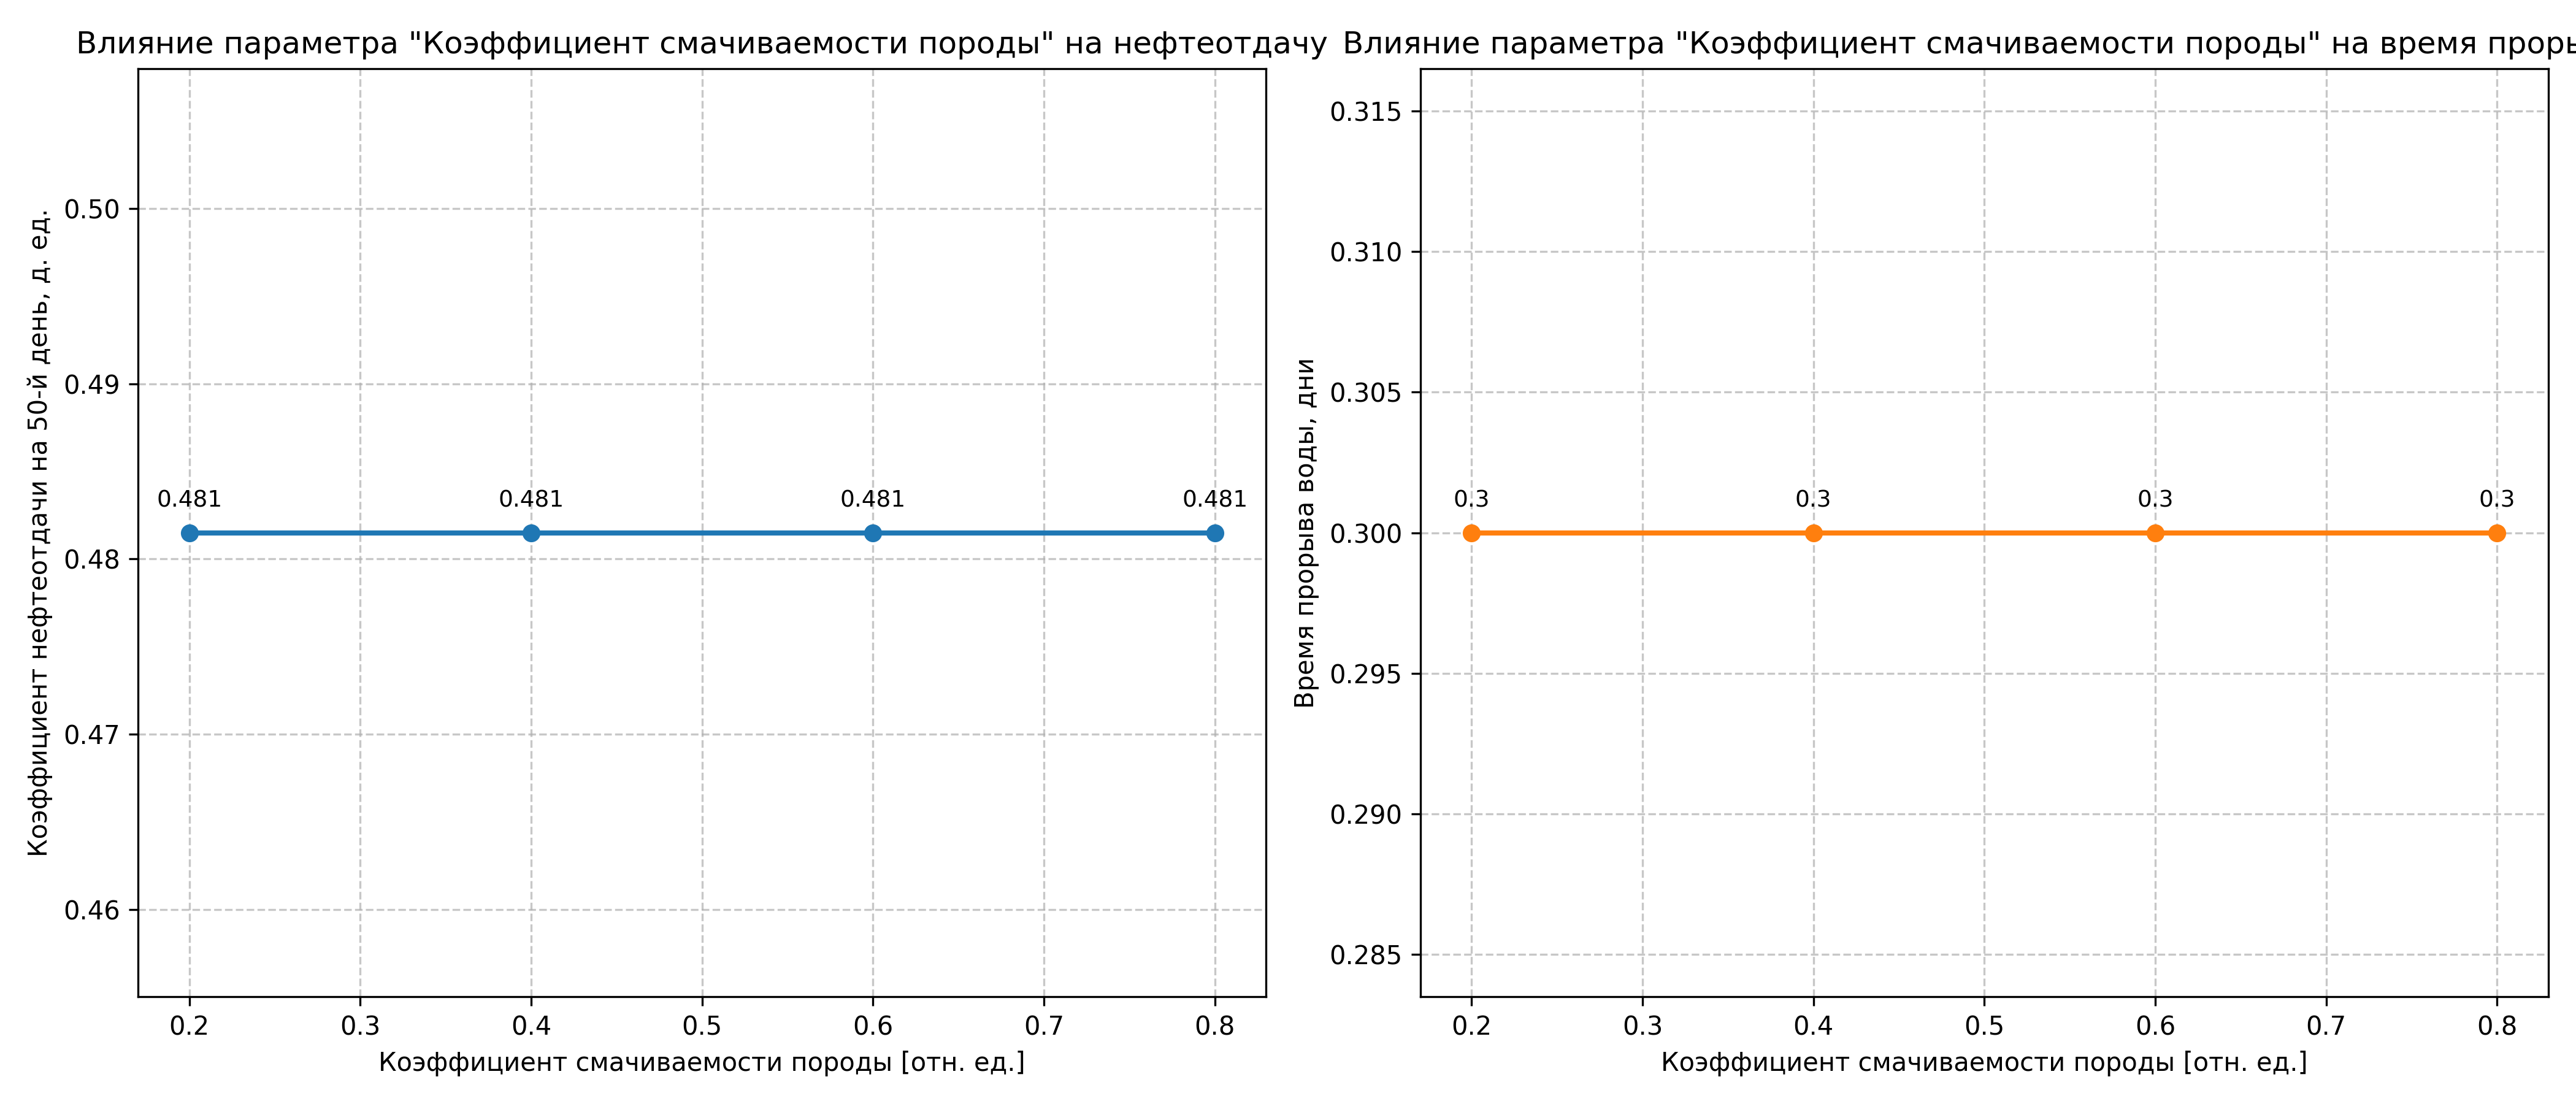 Влияние параметра "Коэффициент смачиваемости породы" на нефтеотдачу
Коэффициент нефтеотдачи на 50-й день, д. ед.
0.50
0.49
0.48
0.47
0.46
0.481 0.481 0.481 0.481
0.2 0.3 0.4 0.5 0.6 0.7 0.8
Коэффициент смачиваемости породы [отн. ед.]
Влияние параметра "Коэффициент смачиваемости породы" на время
Время прорыва воды, дни
0.315
0.310
0.305
0.300
0.295
0.290
0.285
0.3 0.3 0.3 0.3
0.2 0.3 0.4 0.5 0.6 0.7 0.8
Коэффициент смачиваемости породы [отн. ед.]